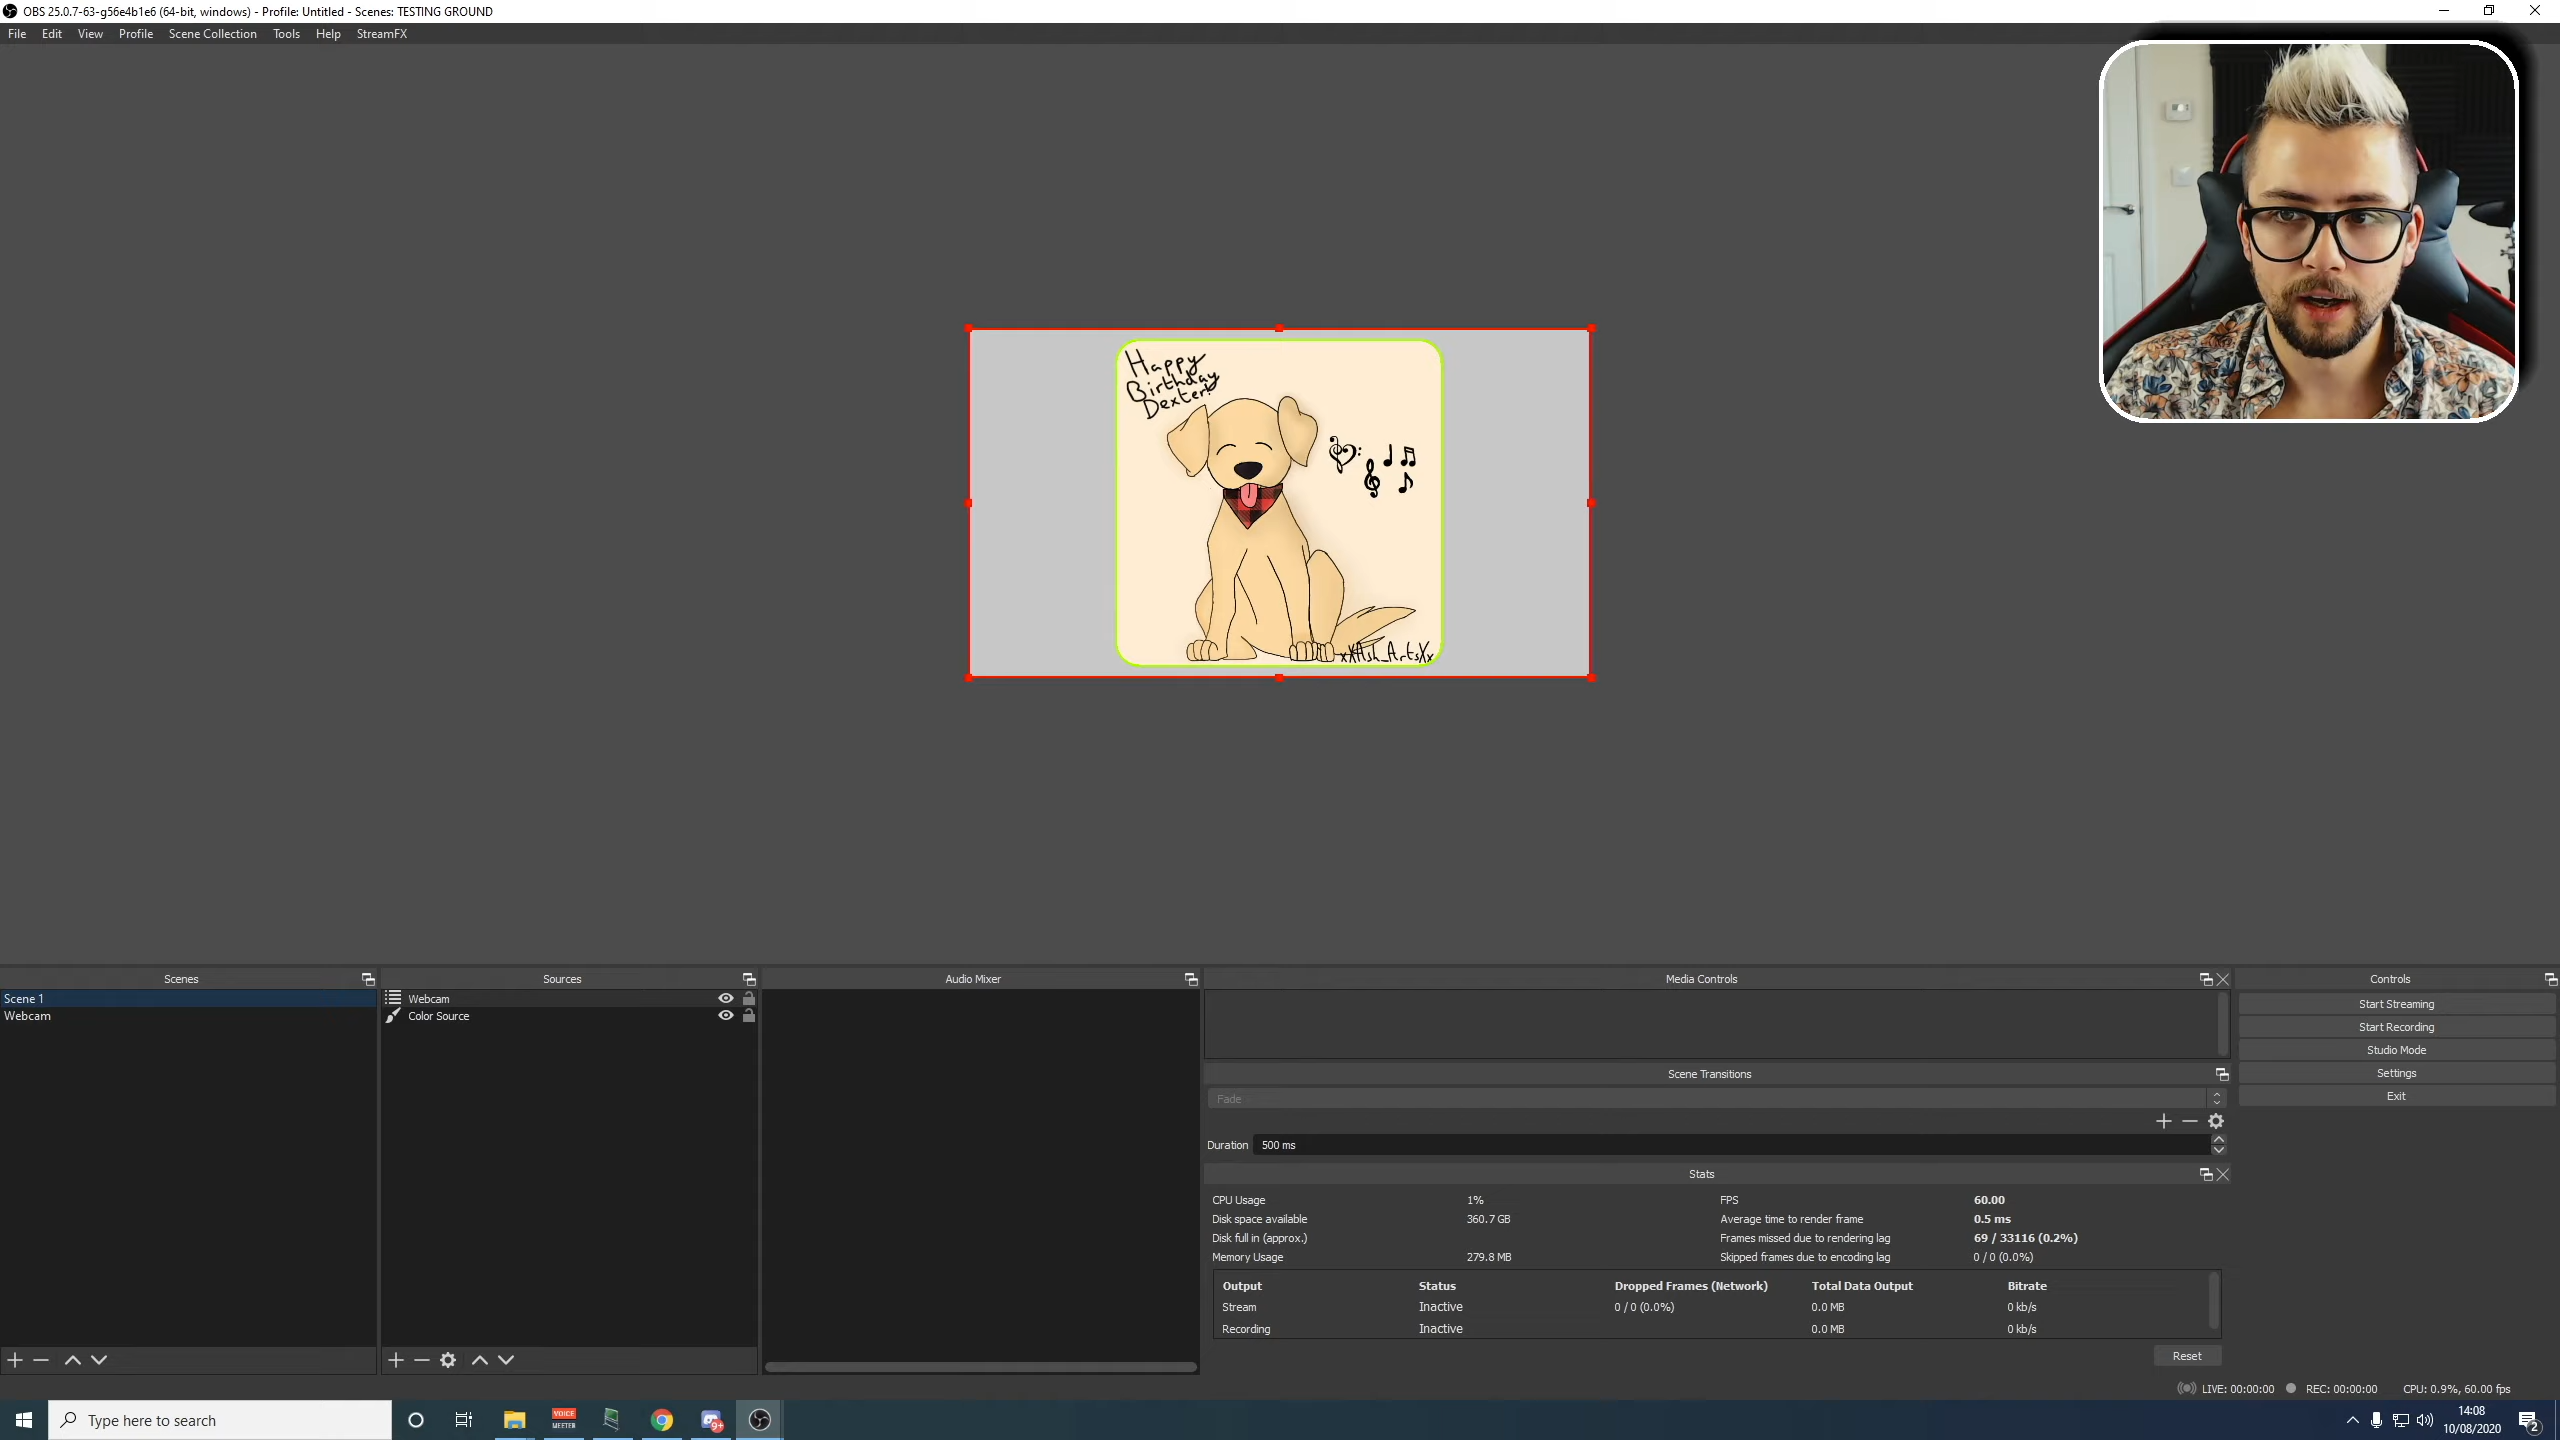 OBS 25.0.7-63-g56e4b1e6 (64-bit, windows) - Profile: Untitled - Scenes: TESTING GROUND
File Edit View Profile Scene Collection Tools Help StreamFX
Happy
Birthday
Dexter!
xXAsh_ArtsXx
Scenes
Scene 1
Webcam
Sources
Webcam
Color Source
Audio Mixer
Media Controls
Scene Transitions
Fade
Duration 500 ms
Stats
CPU Usage 1% FPS 60.00
Disk space available 360.7 GB Average time to render frame 0.5 ms
Disk full in (approx.) Frames missed due to rendering lag 69 / 33116 (0.2%)
Memory Usage 279.8 MB Skipped frames due to encoding lag 0 / 0 (0.0%)
Output Status Dropped Frames (Network) Total Data Output Bitrate
Stream Inactive 0 / 0 (0.0%) 0.0 MB 0 kb/s
Recording Inactive 0.0 MB 0 kb/s
Reset
Controls
Start Streaming
Start Recording
Studio Mode
Settings
Exit
LIVE: 00:00:00 REC: 00:00:00 CPU: 0.9%, 60.00 fps
Type here to search
VOICE
MEETER
9+
14:08
10/08/2020
2